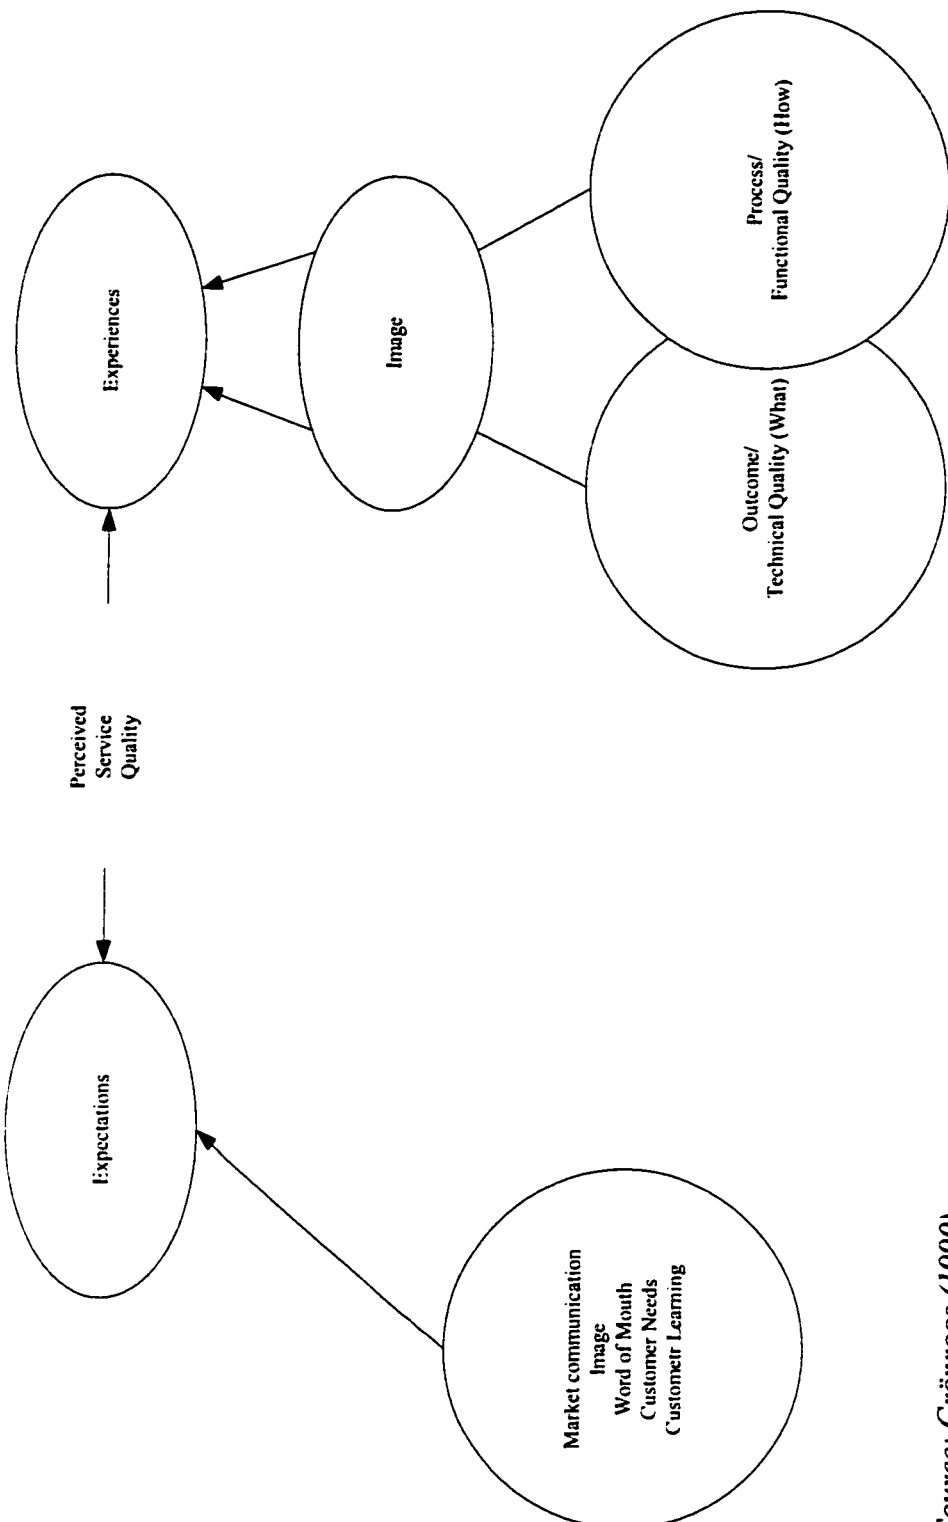 Expectations
Perceived
Service
Quality
Experiences
Image
Market communication
Image
Word of Mouth
Customer Needs
Custometr Learning
Outcome/
Technical Quality (What)
Process/
Functional Quality (How)
Source: Grönroos